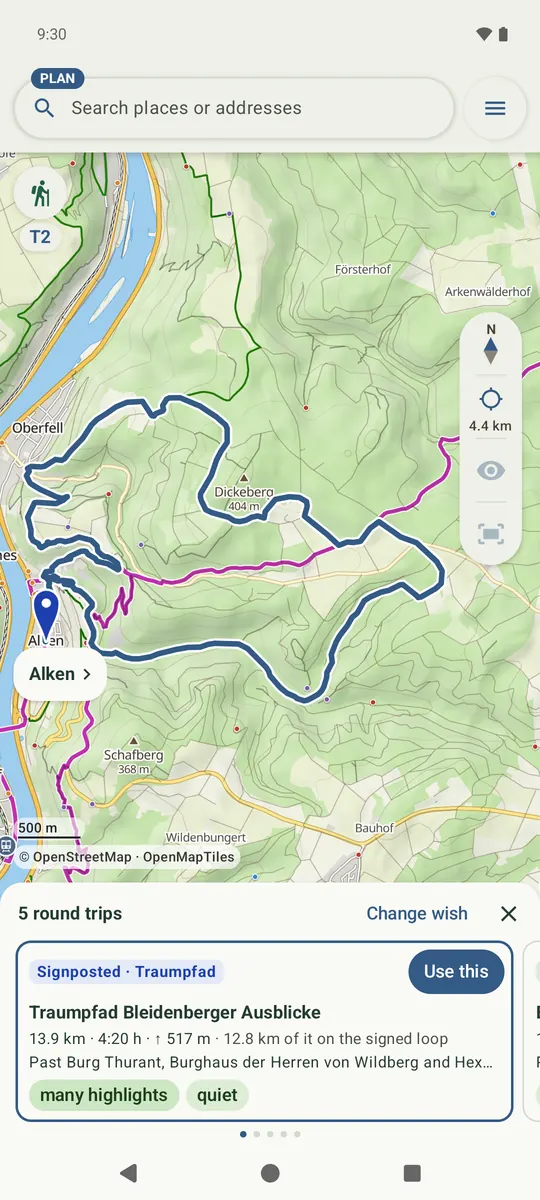 9:30
PLAN
Search places or addresses
T2
Försterhof
Arkenwälderhof
N
4.4 km
Oberfell
Dickeberg
404 m
Alken
Alken
Schafberg
368 m
500 m
Wildenbungert
Bauhof
© OpenStreetMap · OpenMapTiles
5 round trips
Change wish
Signposted · Traumpfad
Use this
Traumpfad Bleidenberger Ausblicke
13.9 km · 4:20 h · ↑ 517 m · 12.8 km of it on the signed loop
Past Burg Thurant, Burghaus der Herren von Wildberg and Hex…
many highlights
quiet